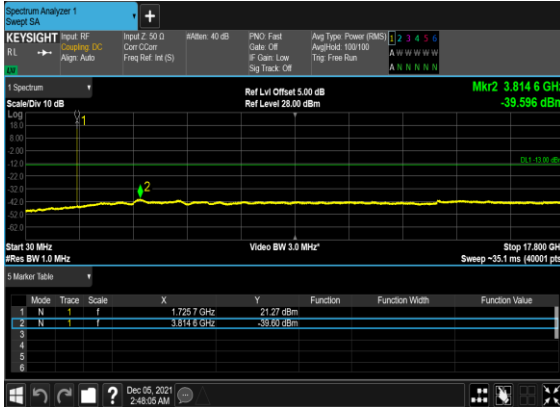 Spectrum Analyzer 1
Swept SA
+
KEYSIGHT Input: RF Input Z: 50 Ω #Atten: 40 dB PNO: Fast Avg Type: Power (RMS) 1 2 3 4 5 6
RL Coupling: DC Corr CCorr Gate: Off Avg|Hold: 100/100 A W W W W W
Align: Auto Freq Ref: Int (S) IF Gain: Low Trig: Free Run
Sig Track: Off A N N N N N
1 Spectrum Ref Lvl Offset 5.00 dB Mkr2 3.814 6 GHz
Scale/Div 10 dB Ref Level 28.00 dBm -39.596 dBm
Log
18.0 1
8.00
-2.00
-12.0 DL1 -13.00 dBm
-22.0
-32.0 2
-42.0
-52.0
-62.0
Start 30 MHz Video BW 3.0 MHz* Stop 17.800 GHz
#Res BW 1.0 MHz Sweep ~35.1 ms (40001 pts)
5 Marker Table
Mode Trace Scale X Y Function Function Width Function Value
1 N 1 f 1.725 7 GHz 21.27 dBm
2 N 1 f 3.814 6 GHz -39.60 dBm
3
4
5
6
? Dec 05, 2021
2:48:05 AM